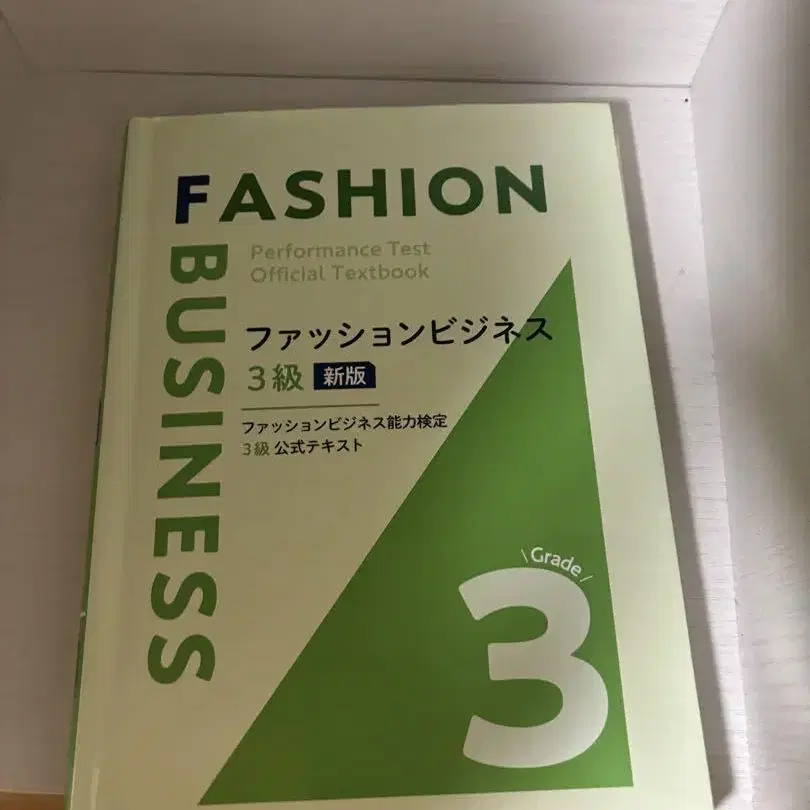 FASHION
BUSINESS
Performance Test
Official Textbook
ファッションビジネス
3級 新版
ファッションビジネス能力検定
3級 公式テキスト
\Grade/
3